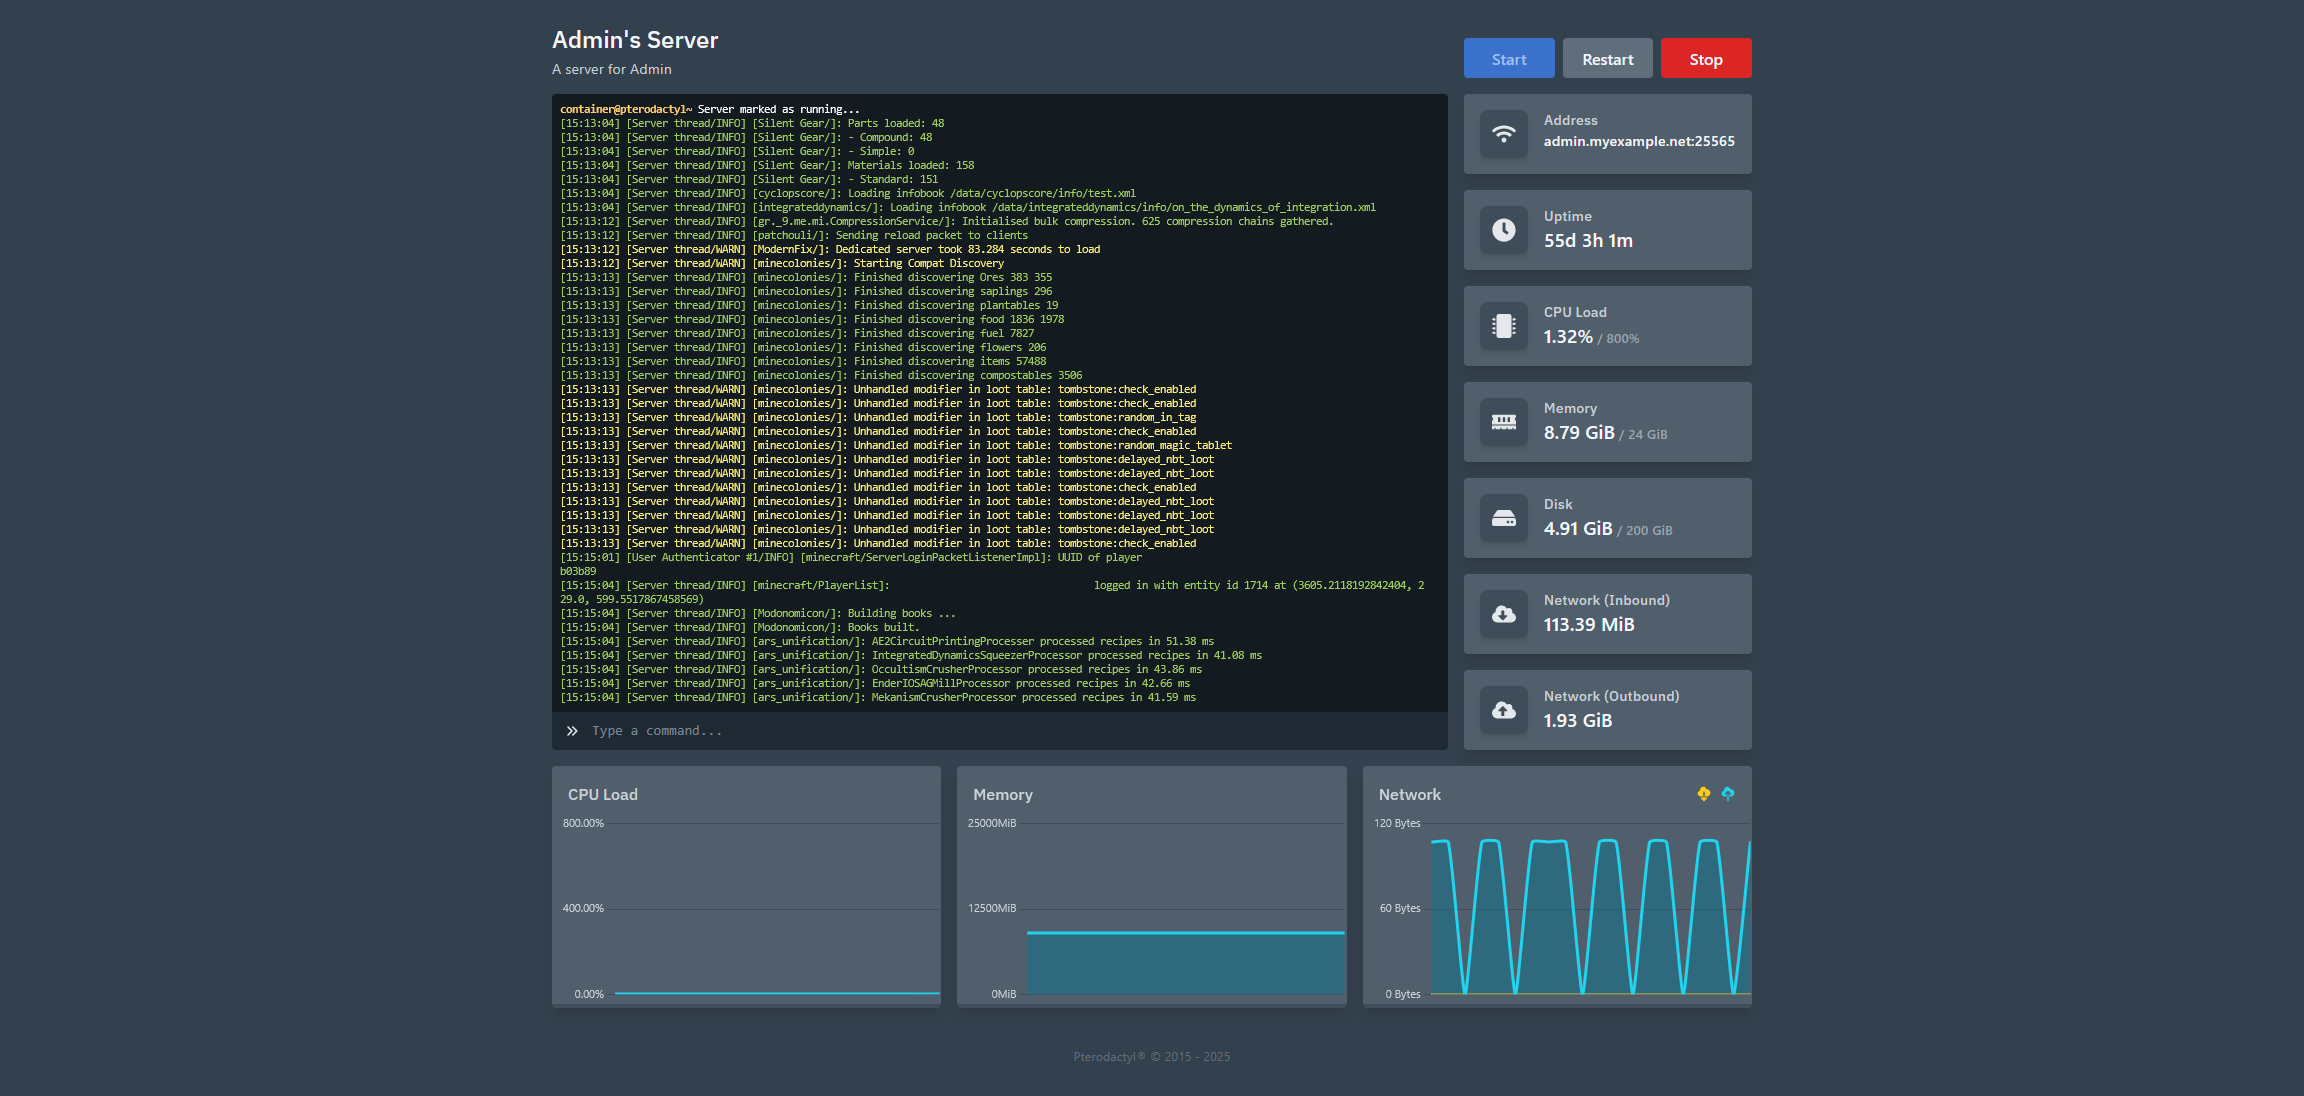 Admin's Server
A server for Admin
Start
Restart
Stop
container@pterodactyl~ Server marked as running...
[15:13:04] [Server thread/INFO] [Silent Gear/]: Parts loaded: 48
[15:13:04] [Server thread/INFO] [Silent Gear/]: - Compound: 48
[15:13:04] [Server thread/INFO] [Silent Gear/]: - Simple: 0
[15:13:04] [Server thread/INFO] [Silent Gear/]: Materials loaded: 158
[15:13:04] [Server thread/INFO] [Silent Gear/]: - Standard: 151
[15:13:04] [Server thread/INFO] [cyclopscore/]: Loading infobook /data/cyclopscore/info/test.xml
[15:13:04] [Server thread/INFO] [integrateddynamics/]: Loading infobook /data/integrateddynamics/info/on_the_dynamics_of_integration.xml
[15:13:12] [Server thread/INFO] [gr._9.me.mi.CompressionService/]: Initialised bulk compression. 625 compression chains gathered.
[15:13:12] [Server thread/INFO] [patchouli/]: Sending reload packet to clients
[15:13:12] [Server thread/WARN] [ModernFix/]: Dedicated server took 83.284 seconds to load
[15:13:12] [Server thread/WARN] [minecolonies/]: Starting Compat Discovery
[15:13:13] [Server thread/INFO] [minecolonies/]: Finished discovering Ores 383 355
[15:13:13] [Server thread/INFO] [minecolonies/]: Finished discovering saplings 296
[15:13:13] [Server thread/INFO] [minecolonies/]: Finished discovering plantables 19
[15:13:13] [Server thread/INFO] [minecolonies/]: Finished discovering food 1836 1978
[15:13:13] [Server thread/INFO] [minecolonies/]: Finished discovering fuel 7827
[15:13:13] [Server thread/INFO] [minecolonies/]: Finished discovering flowers 206
[15:13:13] [Server thread/INFO] [minecolonies/]: Finished discovering items 57488
[15:13:13] [Server thread/INFO] [minecolonies/]: Finished discovering compostables 3506
[15:13:13] [Server thread/WARN] [minecolonies/]: Unhandled modifier in loot table: tombstone:check_enabled
[15:13:13] [Server thread/WARN] [minecolonies/]: Unhandled modifier in loot table: tombstone:check_enabled
[15:13:13] [Server thread/WARN] [minecolonies/]: Unhandled modifier in loot table: tombstone:random_in_tag
[15:13:13] [Server thread/WARN] [minecolonies/]: Unhandled modifier in loot table: tombstone:check_enabled
[15:13:13] [Server thread/WARN] [minecolonies/]: Unhandled modifier in loot table: tombstone:random_magic_tablet
[15:13:13] [Server thread/WARN] [minecolonies/]: Unhandled modifier in loot table: tombstone:delayed_nbt_loot
[15:13:13] [Server thread/WARN] [minecolonies/]: Unhandled modifier in loot table: tombstone:delayed_nbt_loot
[15:13:13] [Server thread/WARN] [minecolonies/]: Unhandled modifier in loot table: tombstone:check_enabled
[15:13:13] [Server thread/WARN] [minecolonies/]: Unhandled modifier in loot table: tombstone:delayed_nbt_loot
[15:13:13] [Server thread/WARN] [minecolonies/]: Unhandled modifier in loot table: tombstone:delayed_nbt_loot
[15:13:13] [Server thread/WARN] [minecolonies/]: Unhandled modifier in loot table: tombstone:delayed_nbt_loot
[15:13:13] [Server thread/WARN] [minecolonies/]: Unhandled modifier in loot table: tombstone:check_enabled
[15:15:01] [User Authenticator #1/INFO] [minecraft/ServerLoginPacketListenerImpl]: UUID of player
b03b89
[15:15:04] [Server thread/INFO] [minecraft/PlayerList]: logged in with entity id 1714 at (3605.2118192842404, 2
29.0, 599.5517867458569)
[15:15:04] [Server thread/INFO] [Modonomicon/]: Building books ...
[15:15:04] [Server thread/INFO] [Modonomicon/]: Books built.
[15:15:04] [Server thread/INFO] [ars_unification/]: AE2CircuitPrintingProcesser processed recipes in 51.38 ms
[15:15:04] [Server thread/INFO] [ars_unification/]: IntegratedDynamicsSqueezerProcessor processed recipes in 41.08 ms
[15:15:04] [Server thread/INFO] [ars_unification/]: OccultismCrusherProcessor processed recipes in 43.86 ms
[15:15:04] [Server thread/INFO] [ars_unification/]: EnderIOSAGMillProcessor processed recipes in 42.66 ms
[15:15:04] [Server thread/INFO] [ars_unification/]: MekanismCrusherProcessor processed recipes in 41.59 ms
Type a command...
Address
admin.myexample.net:25565
Uptime
55d 3h 1m
CPU Load
1.32% / 800%
Memory
8.79 GiB / 24 GiB
Disk
4.91 GiB / 200 GiB
Network (Inbound)
113.39 MiB
Network (Outbound)
1.93 GiB
CPU Load
800.00%
400.00%
0.00%
Memory
25000MiB
12500MiB
0MiB
Network
120 Bytes
60 Bytes
0 Bytes
Pterodactyl® © 2015 - 2025